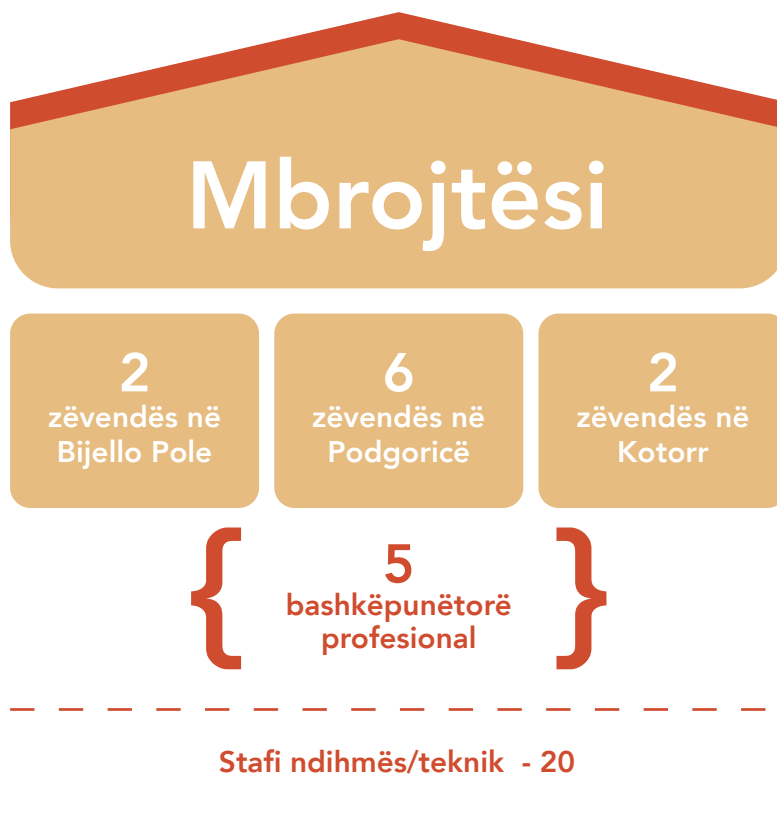 Mbrojtësi
2
zëvendës në
Bijello Pole
6
zëvendës në
Podgoricë
2
zëvendës në
Kotorr
{ 5 }
bashkëpunëtorë
profesional
Stafi ndihmës/teknik - 20